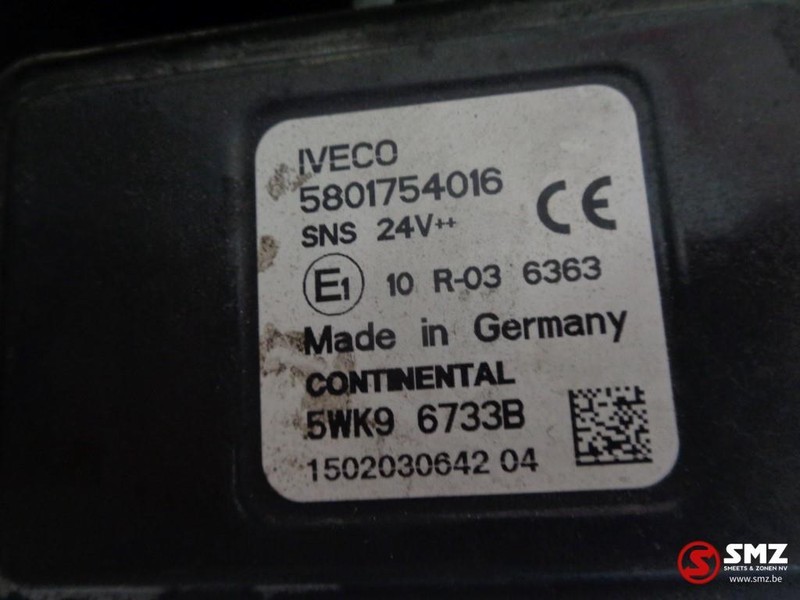 IVECO
5801754016
SNS 24V++
CE
E1 10 R-03 6363
Made in Germany
CONTINENTAL
5WK9 6733B
1502030642 04
SMZ
SMEETS & ZONEN NV
www.smz.be